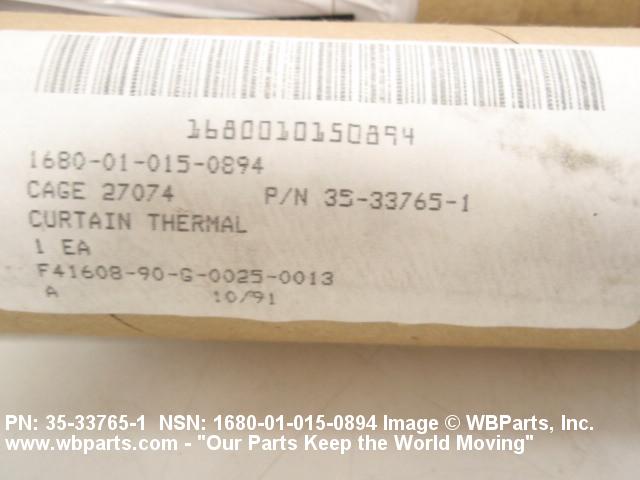 1680010150894
1680-01-015-0894
CAGE 27074 P/N 35-33765-1
CURTAIN THERMAL
1 EA
F41608-90-G-0025-0013
A 10/91
PN: 35-33765-1 NSN: 1680-01-015-0894 Image © WBParts, Inc.
www.wbparts.com - "Our Parts Keep the World Moving"